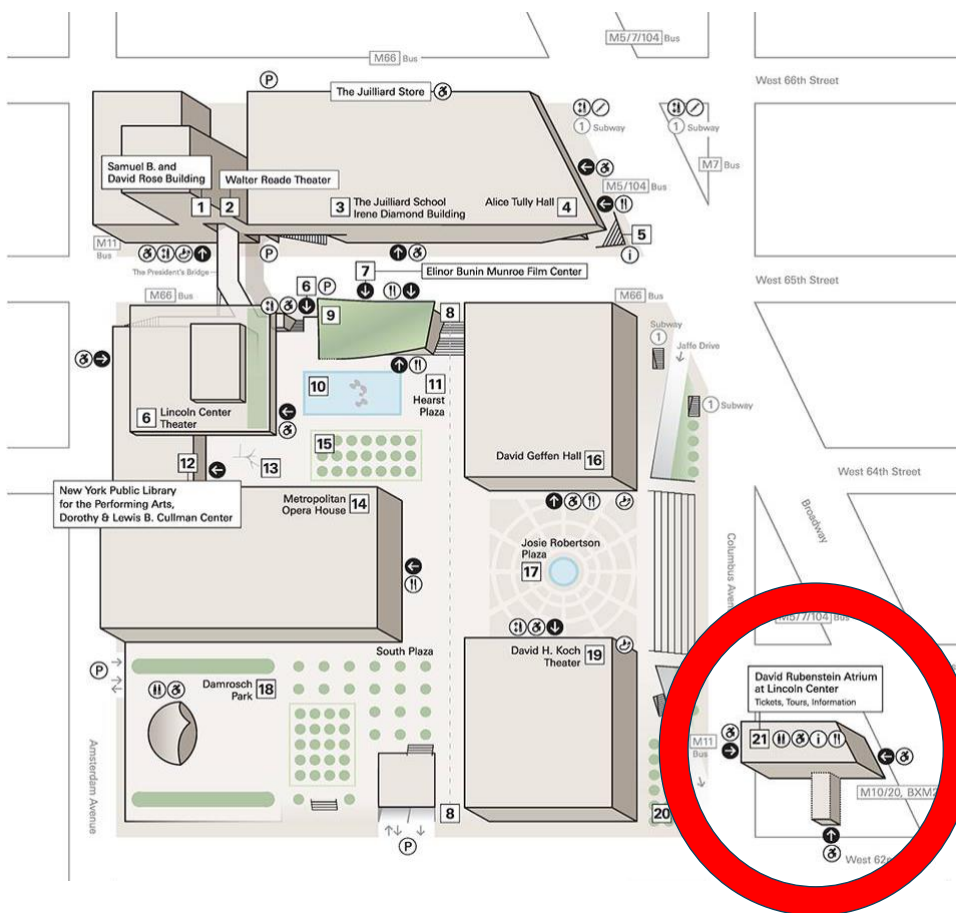 M5/7/104 Bus
M66 Bus
West 66th Street
P
The Juilliard Store
1 Subway
1 Subway
Samuel B. and
David Rose Building
Walter Reade Theater
M7 Bus
M5/104 Bus
1
2
3
The Juilliard School
Irene Diamond Building
Alice Tully Hall
4
5
M11
Bus
P
i
The President's Bridge
7
Elinor Bunin Munroe Film Center
West 65th Street
M66 Bus
6
P
9
8
M66 Bus
Subway
1
Jaffe Drive
10
11
Hearst
Plaza
1 Subway
6
Lincoln Center
Theater
15
12
13
David Geffen Hall
16
West 64th Street
New York Public Library
for the Performing Arts,
Dorothy & Lewis B. Cullman Center
Metropolitan
Opera House
14
Broadway
Josie Robertson
Plaza
17
Columbus
M5/7/104 Bus
South Plaza
David H. Koch
Theater
19
P
Damrosch
Park
18
David Rubenstein Atrium
at Lincoln Center
Tickets, Tours, Information
21
i
M11
Bus
Amsterdam Avenue
M10/20,
8
20
P
West